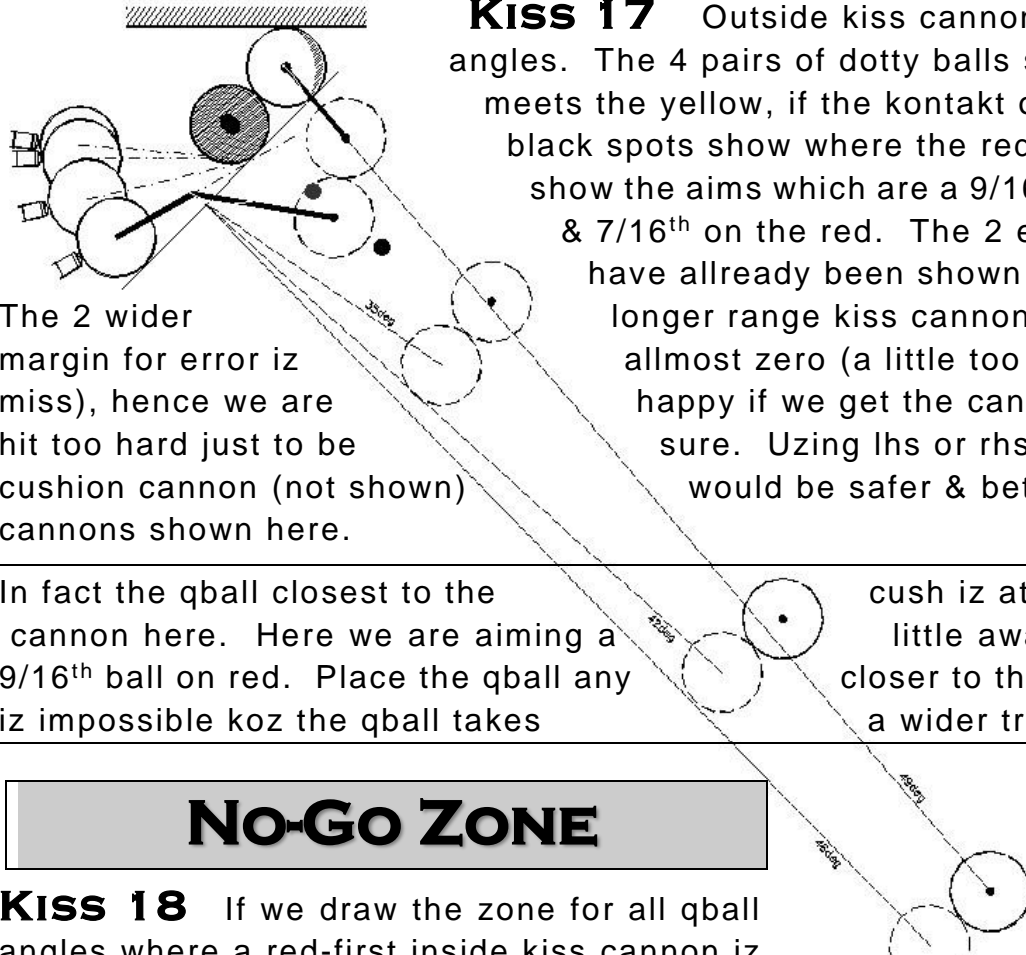 KISS 17 Outside kiss cannon
angles. The 4 pairs of dotty balls
meets the yellow, if the kontakt
black spots show where the red
show the aims which are a 9/16
& 7/16th on the red. The 2
have allready been shown
The 2 wider longer range kiss cannon
margin for error iz allmost zero (a little too
miss), hence we are happy if we get the can
hit too hard just to be sure. Uzing lhs or rhs
cushion cannon (not shown) would be safer & bet
cannons shown here.
35deg
In fact the qball closest to the cush iz at
cannon here. Here we are aiming a little awa
9/16th ball on red. Place the qball any closer to th
iz impossible koz the qball takes a wider tr
42deg
49deg
NO-GO ZONE
KISS 18 If we draw the zone for all qball
angles where a red-first inside kiss cannon iz